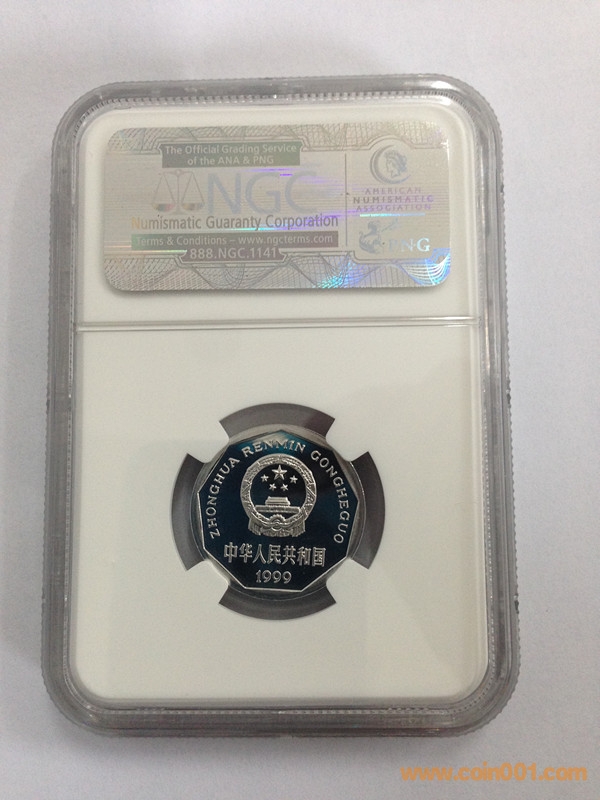 The Official Grading Service
of the ANA & PNG
NGC
Numismatic Guaranty Corporation
Terms & Conditions – www.ngcterms.com
888.NGC.1141
AMERICAN
NUMISMATIC
ASSOCIATION
PNG
ZHONGHUA RENMIN GONGHEGUO
中华人民共和国
1999
www.coin001.com